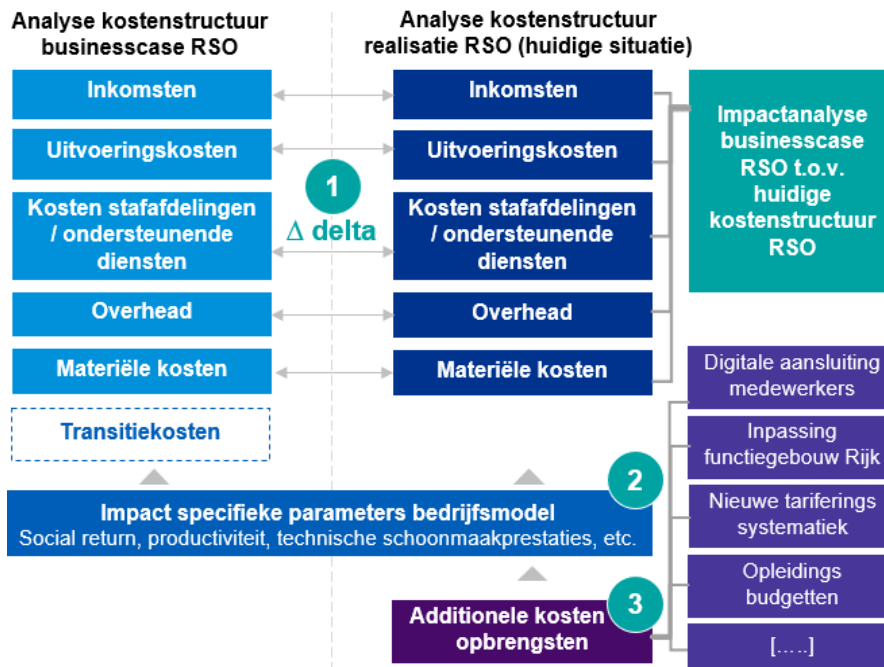 Analyse kostenstructuur
businesscase RSO
Analyse kostenstructuur
realisatie RSO (huidige situatie)
Inkomsten
Uitvoeringskosten
Kosten stafafdelingen
/ ondersteunende
diensten
Overhead
Materiële kosten
Transitiekosten
1
Δ delta
Inkomsten
Uitvoeringskosten
Kosten stafafdelingen
/ ondersteunende
diensten
Overhead
Materiële kosten
Impactanalyse
businesscase
RSO t.o.v.
huidige
kostenstructuur
RSO
2
Impact specifieke parameters bedrijfsmodel
Social return, productiviteit, technische schoonmaakprestaties, etc.
3
Additionele kosten
opbrengsten
Digitale aansluiting
medewerkers
Inpassing
functiegebouw Rijk
Nieuwe tariferings
systematiek
Opleidings
budgetten
[.....]